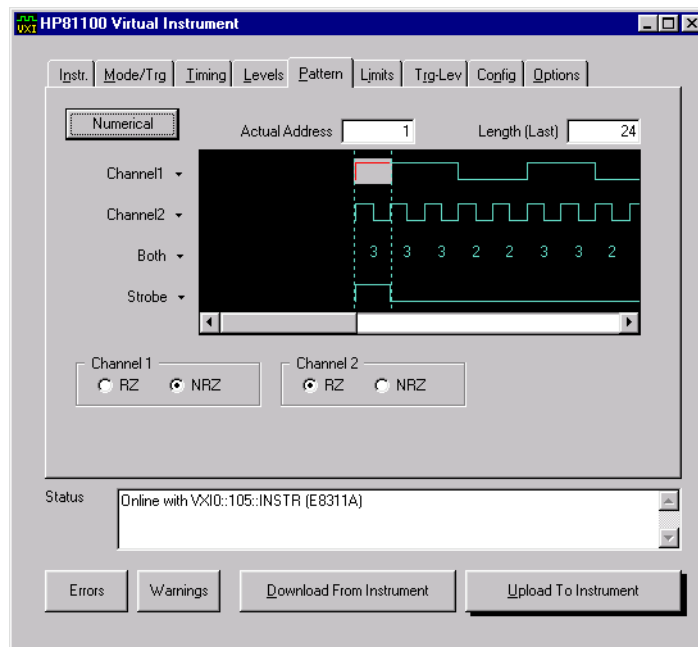 VXI HP81100 Virtual Instrument
Instr. Mode/Trg Timing Levels Pattern Limits Trg-Lev Config Options
Numerical Actual Address 1 Length (Last) 24
Channel1
Channel2
Both 3 3 3 2 2 3 3 2
Strobe
Channel 1 Channel 2
RZ NRZ RZ NRZ
Status Online with VXI0::105::INSTR (E8311A)
Errors Warnings Download From Instrument Upload To Instrument